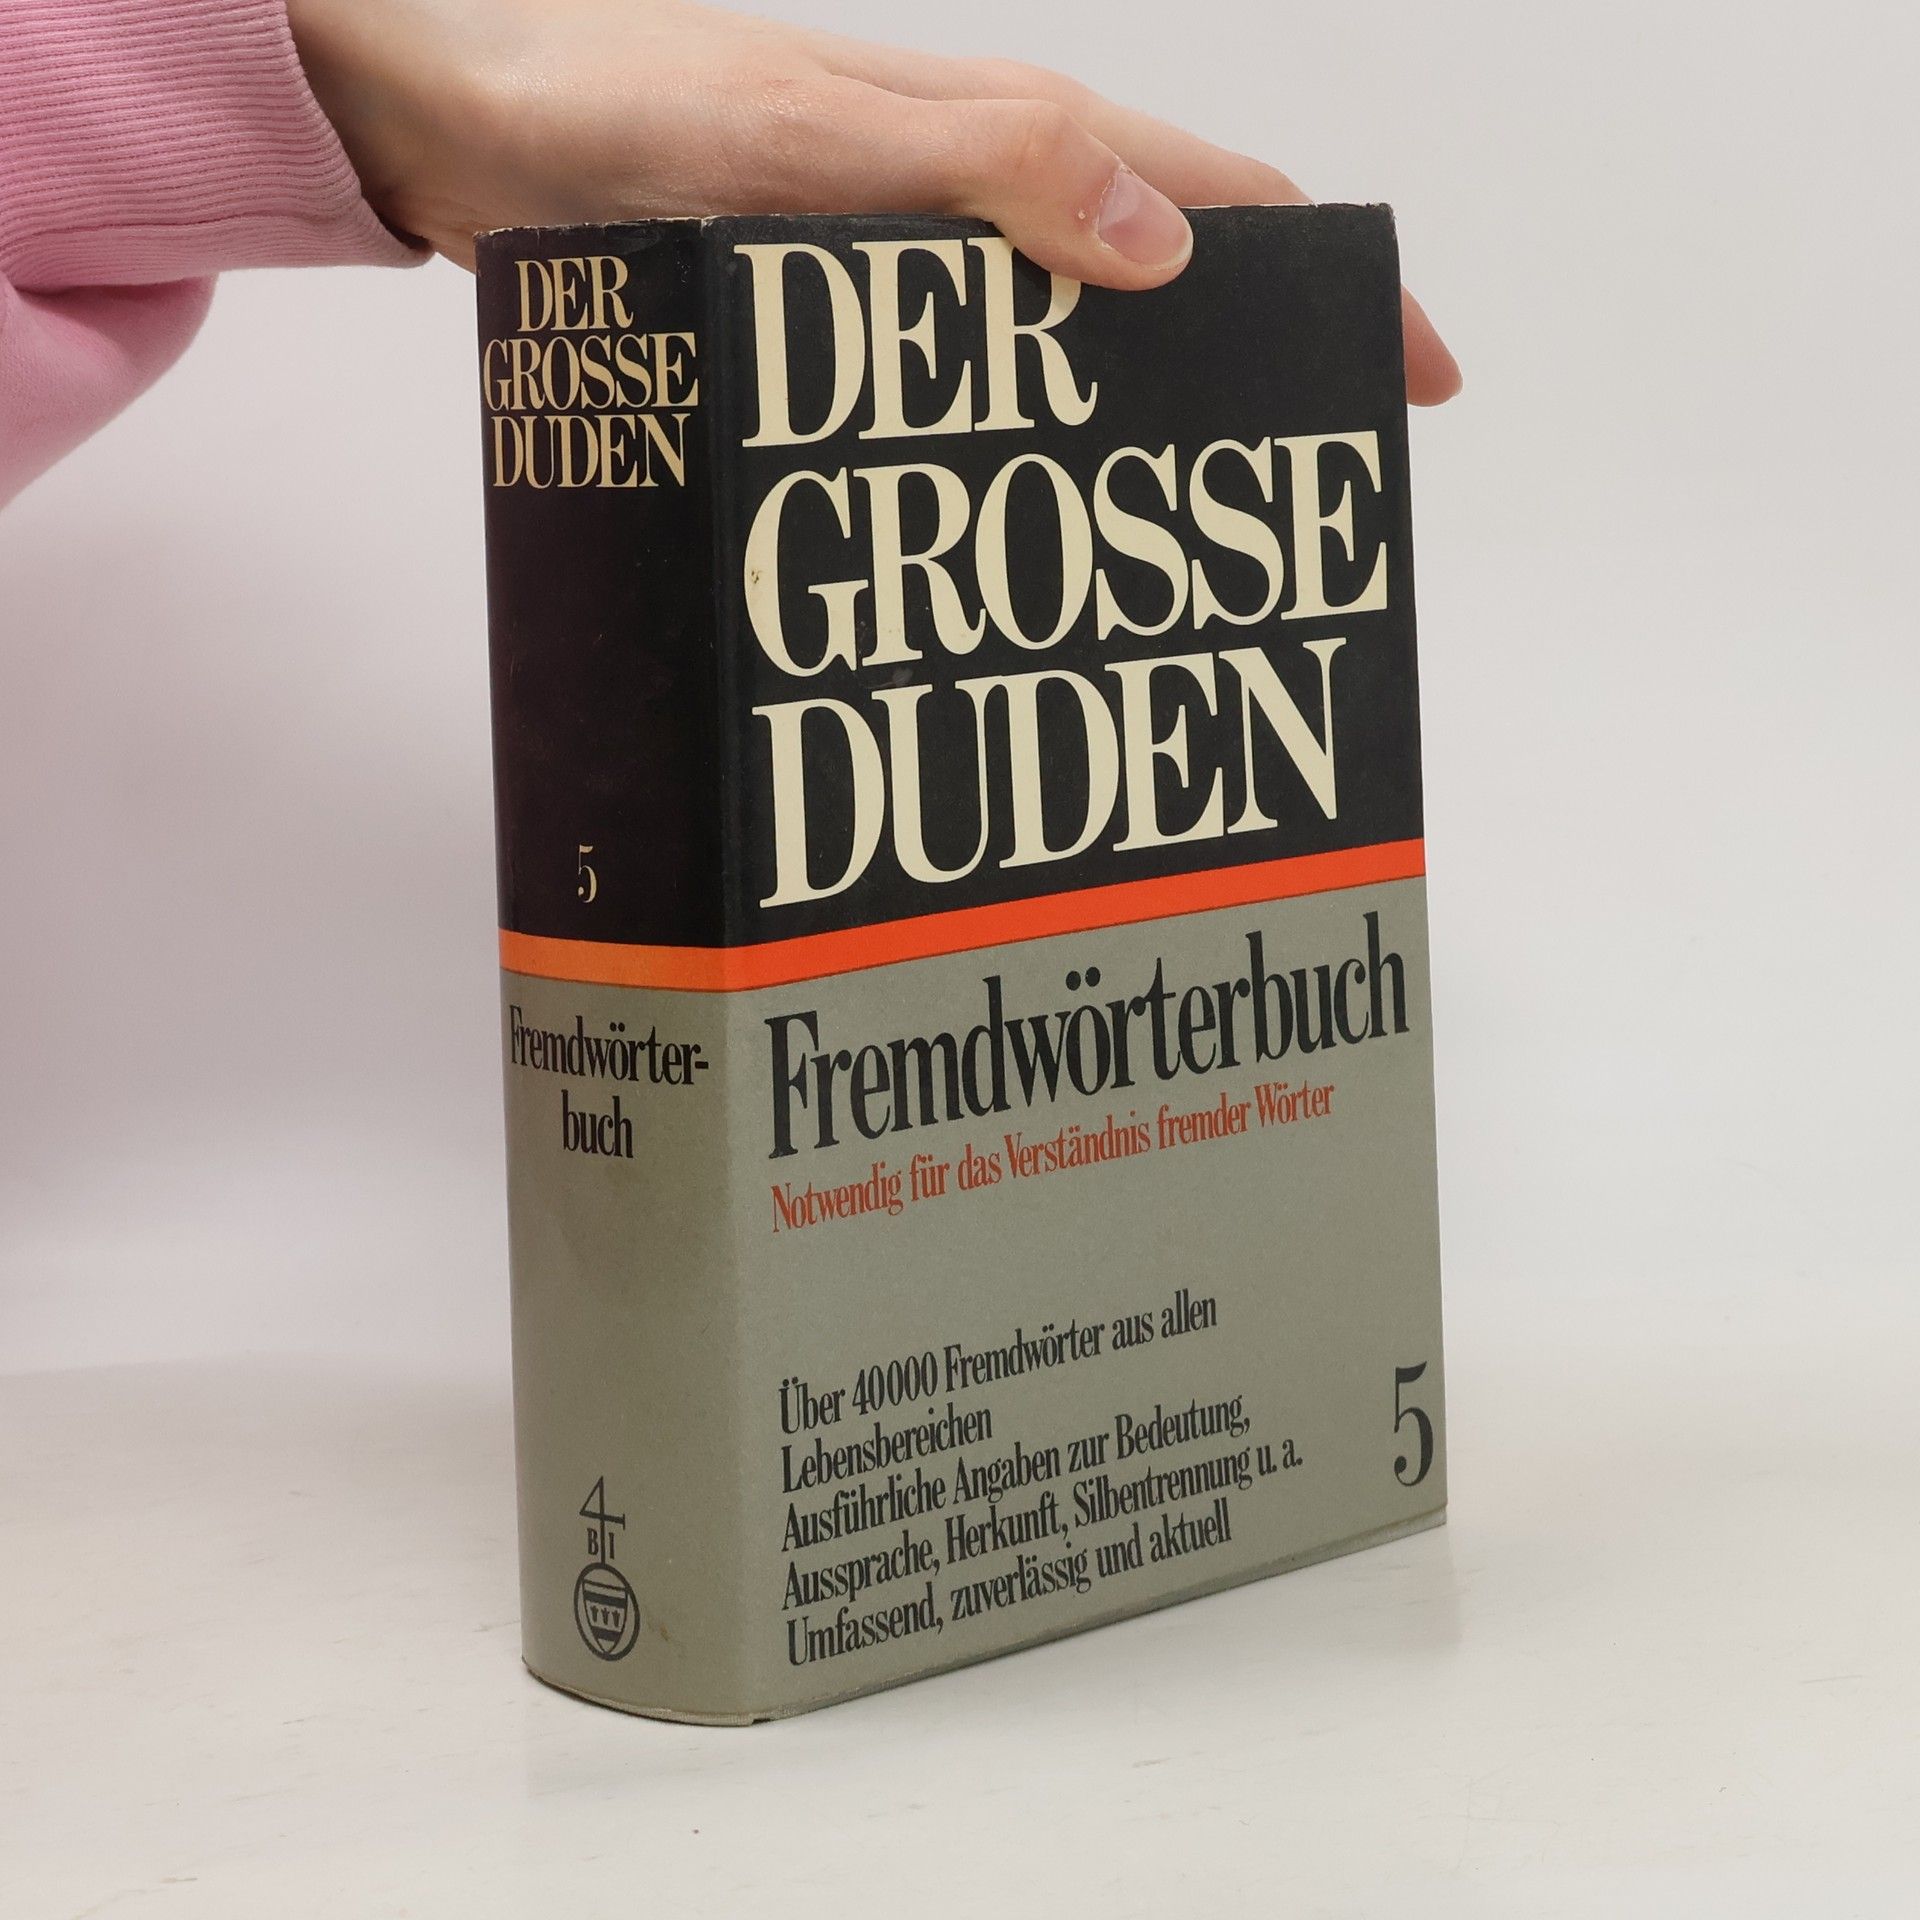 DER
GROSSE
DUDEN
5
Fremdwörter-
buch
4
B I
DER
GROSSE
DUDEN
Fremdwörterbuch
Notwendig für das Verständnis fremder Wörter
Über 40000 Fremdwörter aus allen
Lebensbereichen
Ausführliche Angaben zur Bedeutung,
Aussprache, Herkunft, Silbentrennung u. a.
Umfassend, zuverlässig und aktuell
5